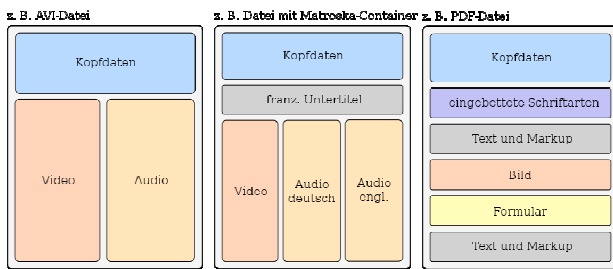 z. B. AVI-Datei
Kopfdaten
Video
Audio
z. B. Datei mit Matroska-Container
Kopfdaten
franz. Untertitel
Video
Audio
deutsch
Audio
engl.
z. B. PDF-Datei
Kopfdaten
eingebettete Schriftarten
Text und Markup
Bild
Formular
Text und Markup